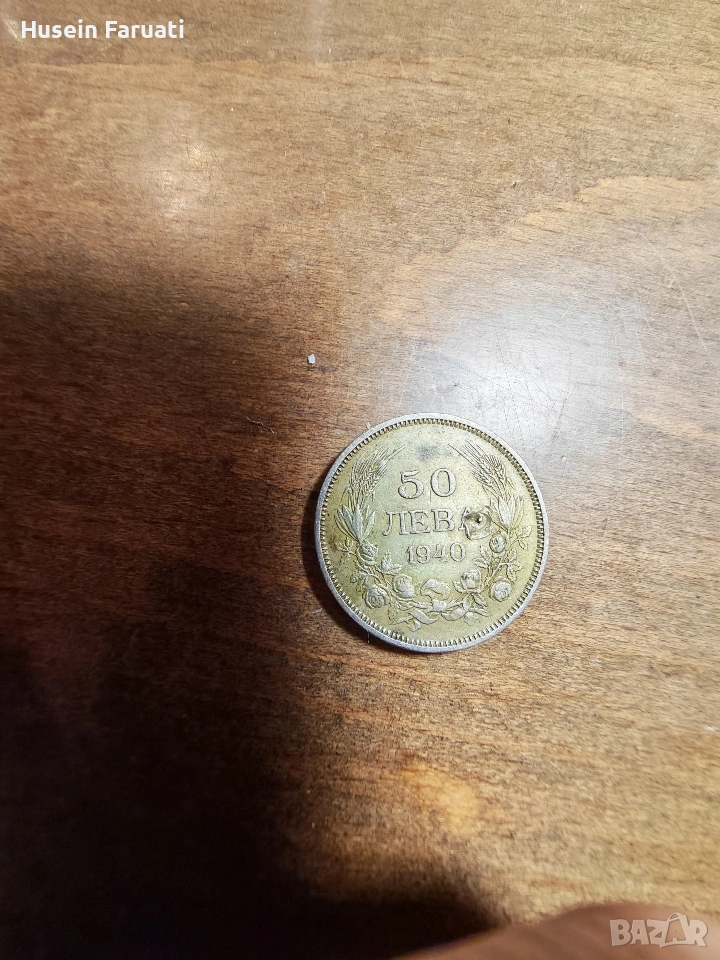 Husein Faruati
50
ЛЕВА
1940
BAZAR